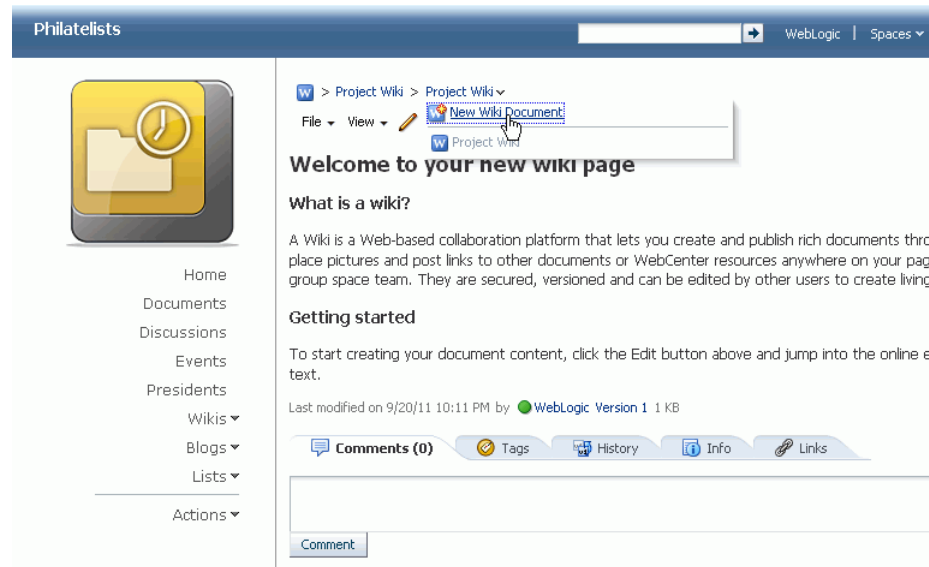 Philatelists
WebLogic | Spaces
> Project Wiki > Project Wiki
New Wiki Document
File View
Project Wiki
Welcome to your new wiki page
What is a wiki?
A Wiki is a Web-based collaboration platform that lets you create and publish rich documents thro
place pictures and post links to other documents or WebCenter resources anywhere on your pag
group space team. They are secured, versioned and can be edited by other users to create living
Getting started
To start creating your document content, click the Edit button above and jump into the online e
text.
Last modified on 9/20/11 10:11 PM by WebLogic Version 1 1 KB
Comments (0) Tags History Info Links
Comment
Home
Documents
Discussions
Events
Presidents
Wikis
Blogs
Lists
Actions